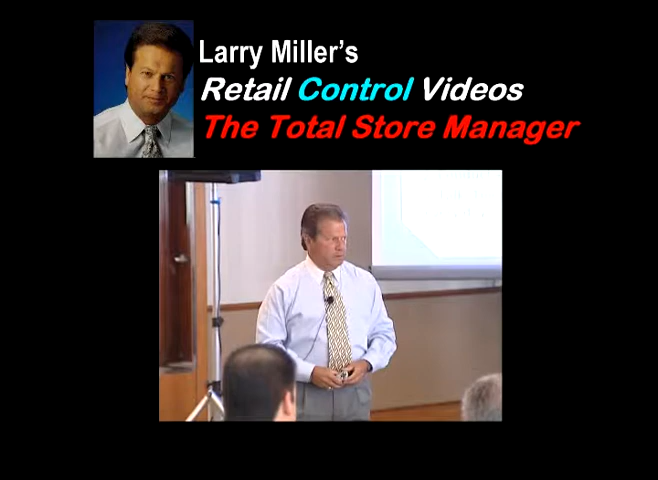 Larry Miller's
Retail Control Videos
The Total Store Manager